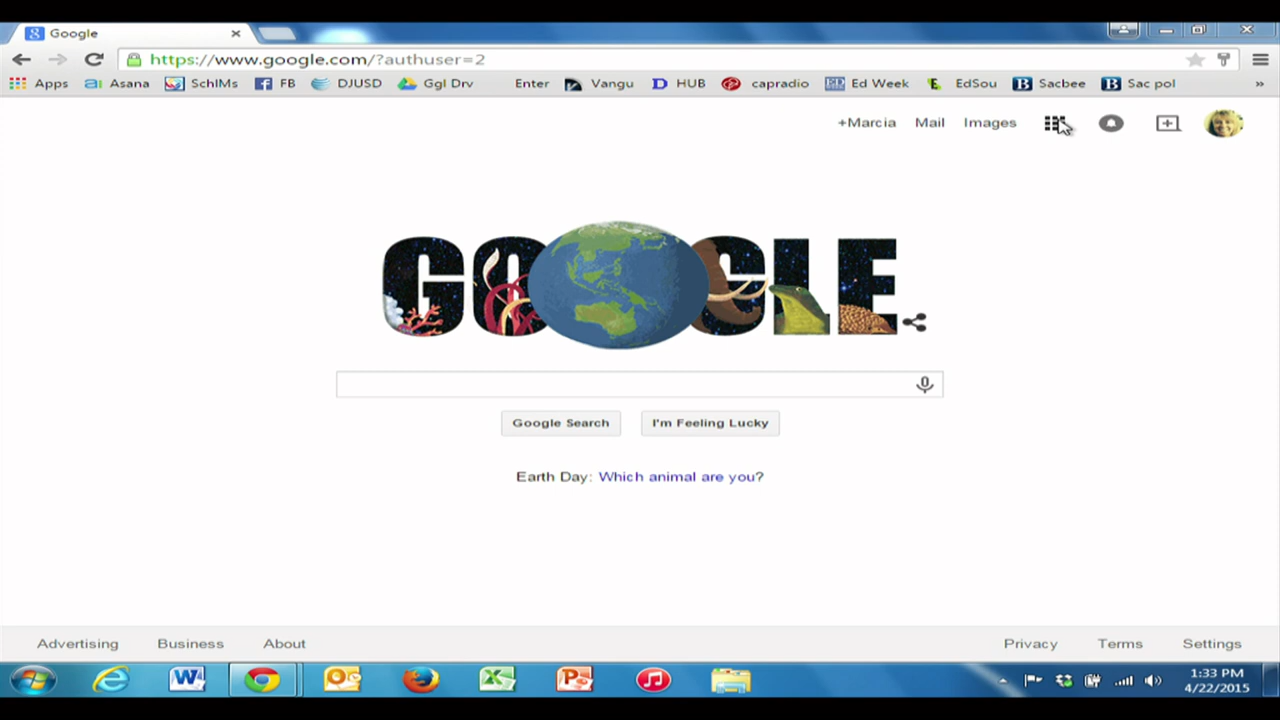 Google
https://www.google.com/?authuser=2
Apps Asana SchlMs FB DJUSD Ggl Drv Enter Vangu HUB capradio Ed Week EdSou Sacbee Sac pol »
+Marcia Mail Images
GOOGLE
Google Search I'm Feeling Lucky
Earth Day: Which animal are you?
Advertising Business About Privacy Terms Settings
1:33 PM
4/22/2015